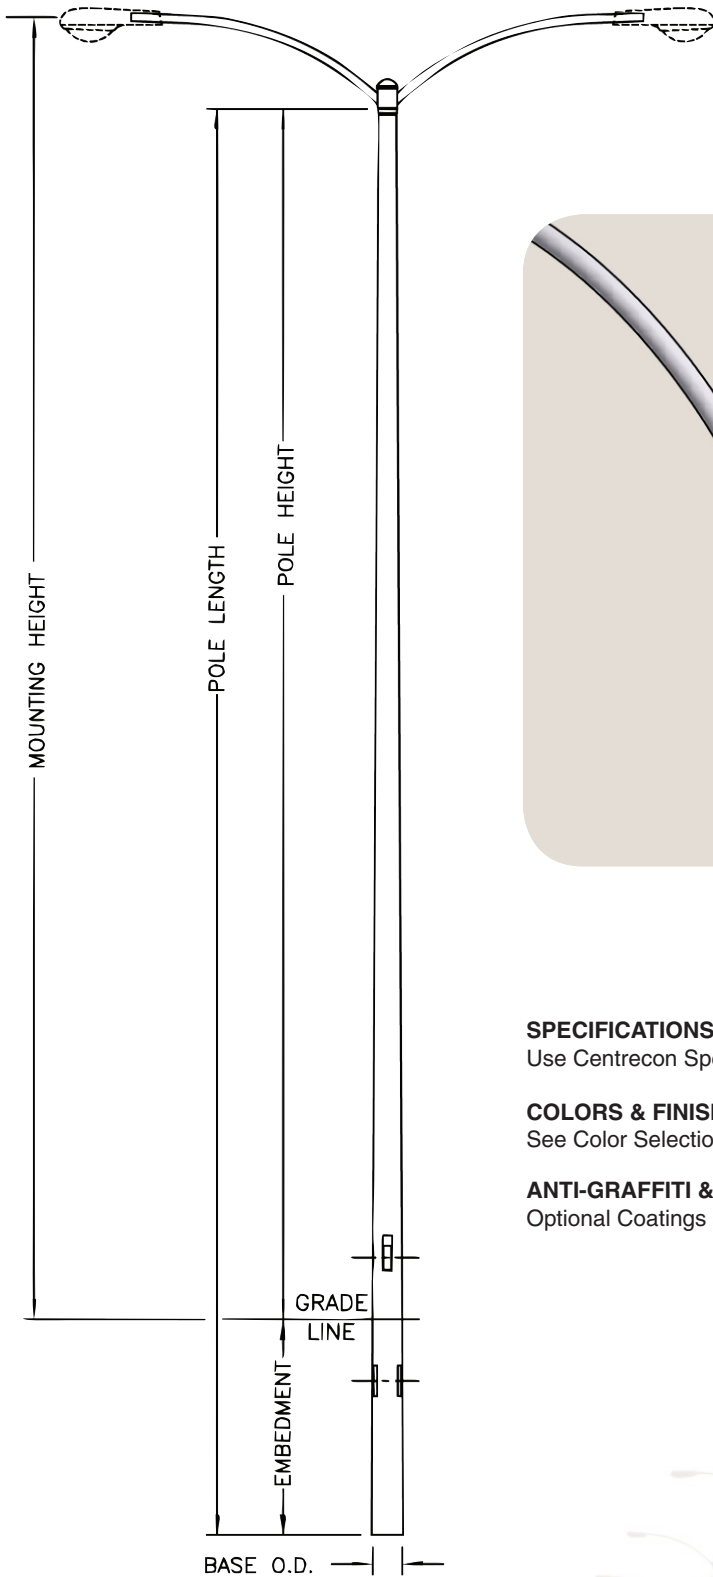 MOUNTING HEIGHT
POLE LENGTH
POLE HEIGHT
GRADE
LINE
EMBEDMENT
BASE O.D.
SPECIFICATIONS
Use Centrecon
COLORS &
See Color
ANTI-GRAFFITI &
Optional Coatings